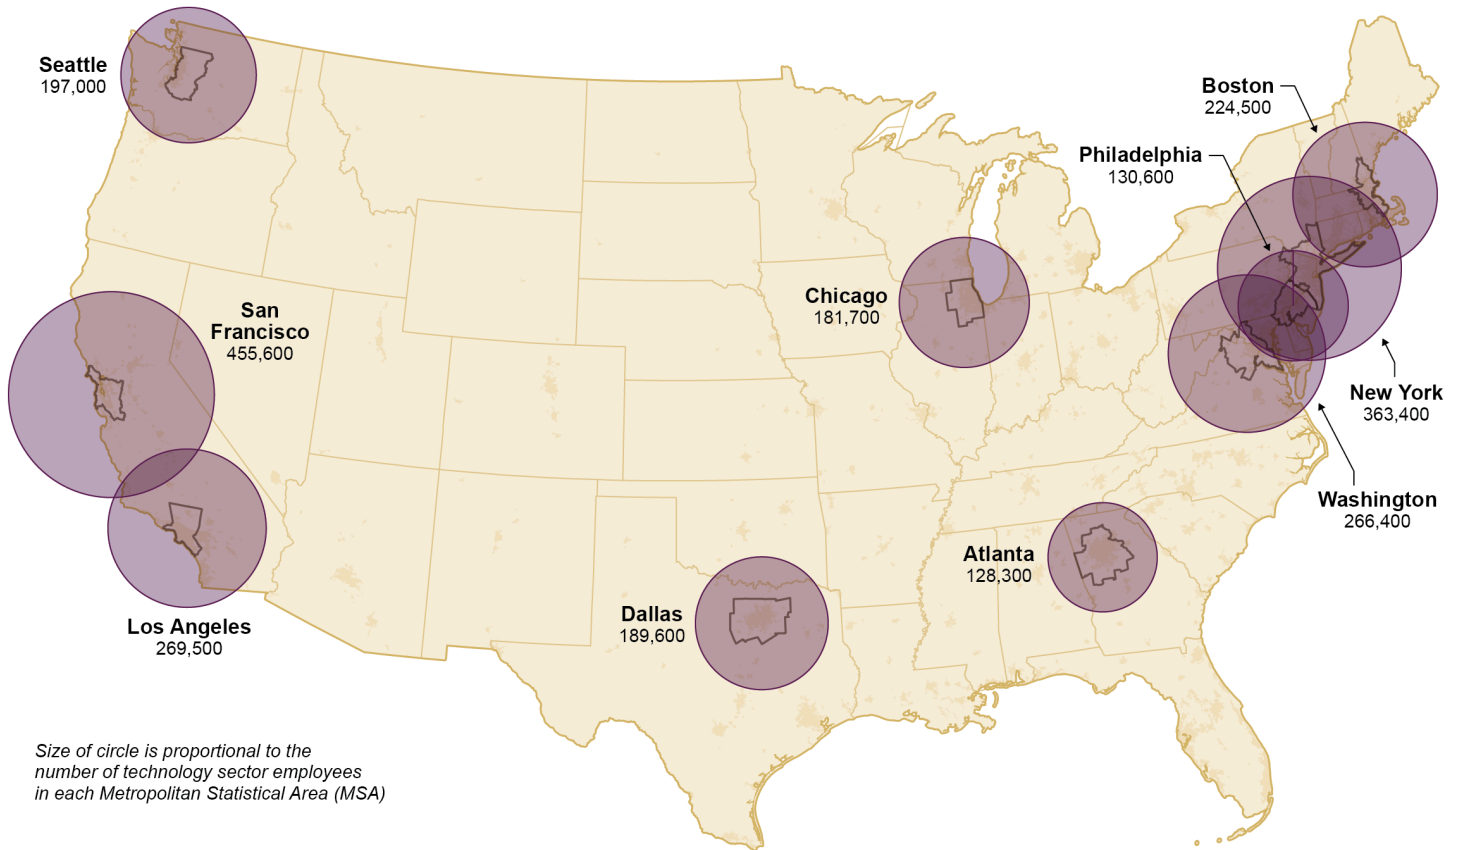 Seattle
197,000
Boston
224,500
Philadelphia
130,600
Chicago
181,700
San
Francisco
455,600
New York
363,400
Washington
266,400
Atlanta
128,300
Dallas
189,600
Los Angeles
269,500
Size of circle is proportional to the
number of technology sector employees
in each Metropolitan Statistical Area (MSA)